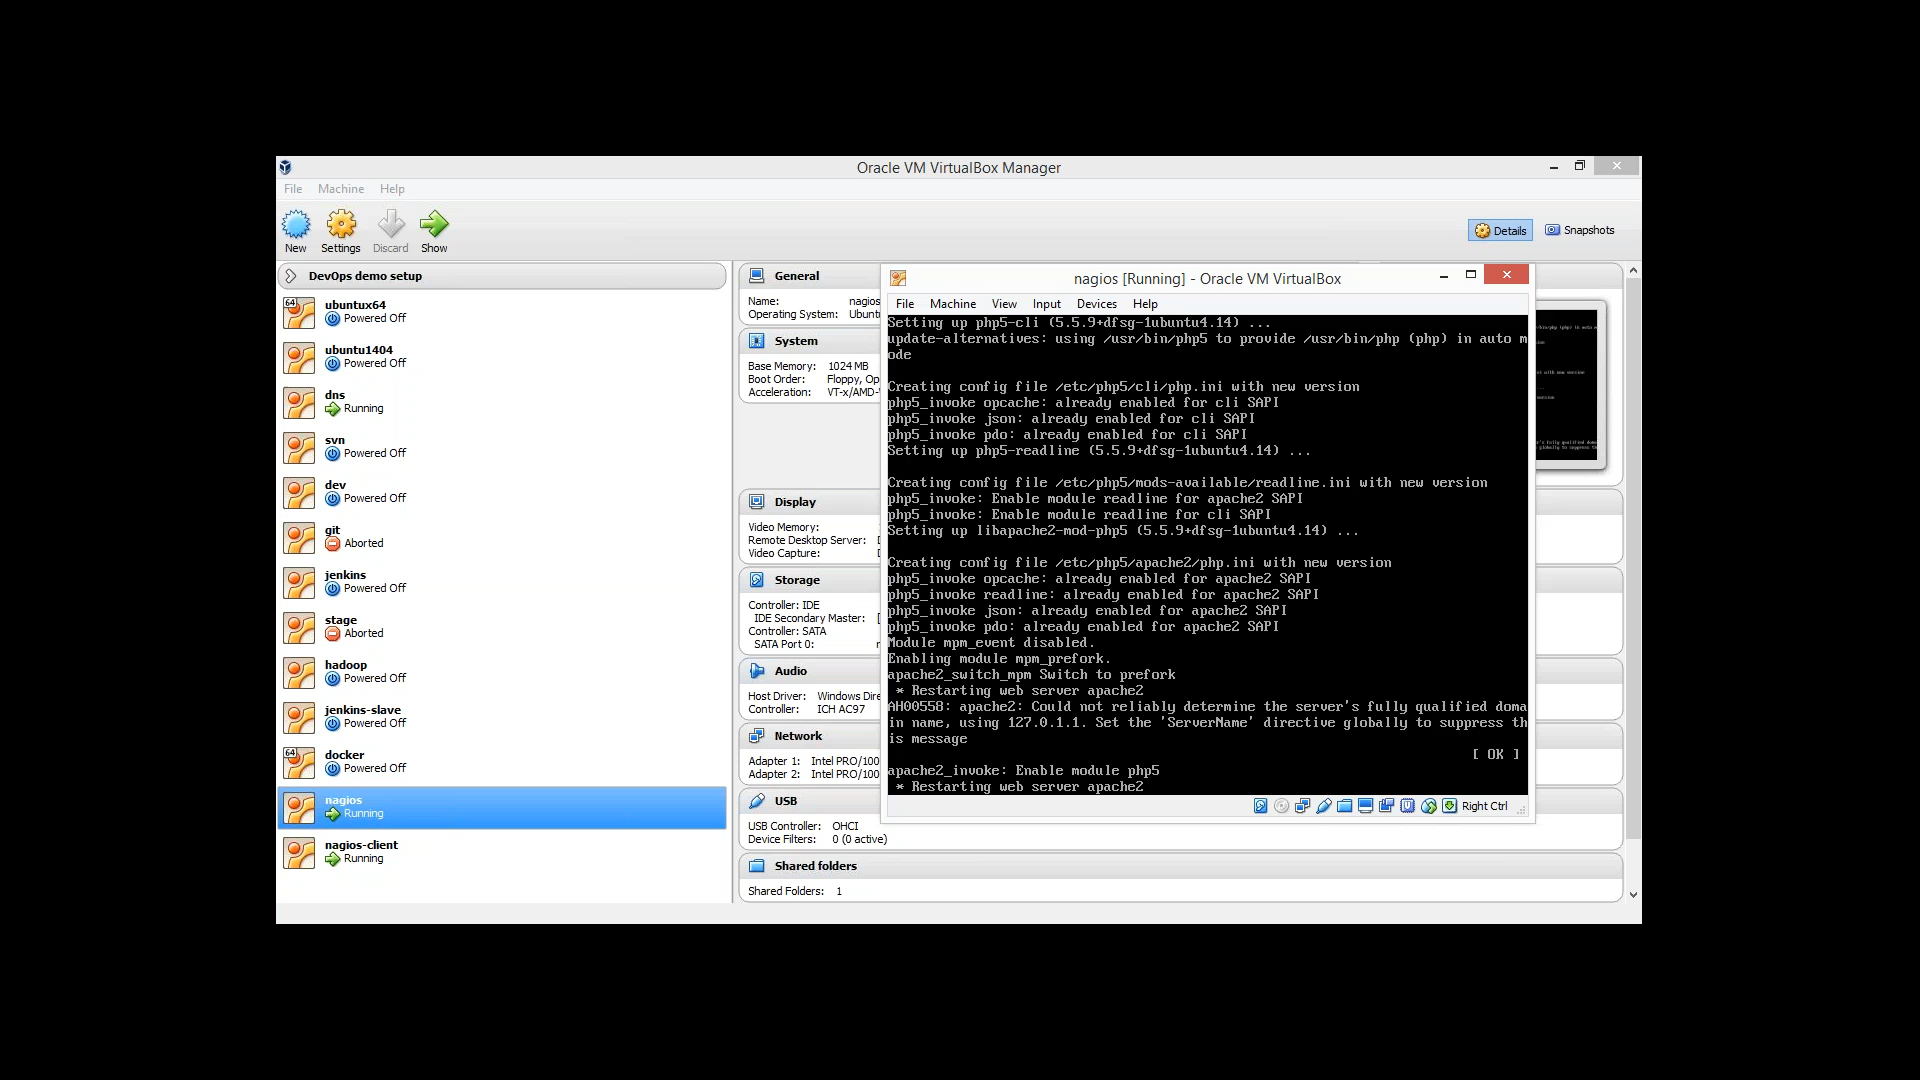 Oracle VM VirtualBox Manager
File Machine Help
New Settings Discard Show
Details Snapshots
DevOps demo setup
64
ubuntux64
Powered Off
ubuntu1404
Powered Off
dns
Running
svn
Powered Off
dev
Powered Off
git
Aborted
jenkins
Powered Off
stage
Aborted
hadoop
Powered Off
jenkins-slave
Powered Off
64
docker
Powered Off
nagios
Running
nagios-client
Running
General
Name: nagios
Operating System: Ubunt
System
Base Memory: 1024 MB
Boot Order: Floppy, Op
Acceleration: VT-x/AMD-
Display
Video Memory:
Remote Desktop Server:
Video Capture:
Storage
Controller: IDE
IDE Secondary Master: [
Controller: SATA
SATA Port 0:
Audio
Host Driver: Windows Dire
Controller: ICH AC97
Network
Adapter 1: Intel PRO/100
Adapter 2: Intel PRO/100
USB
USB Controller: OHCI
Device Filters: 0 (0 active)
Shared folders
Shared Folders: 1
nagios [Running] - Oracle VM VirtualBox
File Machine View Input Devices Help
Setting up php5-cli (5.5.9+dfsg-1ubuntu4.14) ...
update-alternatives: using /usr/bin/php5 to provide /usr/bin/php (php) in auto m
ode
Creating config file /etc/php5/cli/php.ini with new version
php5_invoke opcache: already enabled for cli SAPI
php5_invoke json: already enabled for cli SAPI
php5_invoke pdo: already enabled for cli SAPI
Setting up php5-readline (5.5.9+dfsg-1ubuntu4.14) ...
Creating config file /etc/php5/mods-available/readline.ini with new version
php5_invoke: Enable module readline for apache2 SAPI
php5_invoke: Enable module readline for cli SAPI
Setting up libapache2-mod-php5 (5.5.9+dfsg-1ubuntu4.14) ...
Creating config file /etc/php5/apache2/php.ini with new version
php5_invoke opcache: already enabled for apache2 SAPI
php5_invoke readline: already enabled for apache2 SAPI
php5_invoke json: already enabled for apache2 SAPI
php5_invoke pdo: already enabled for apache2 SAPI
Module mpm_event disabled.
Enabling module mpm_prefork.
apache2_switch_mpm Switch to prefork
* Restarting web server apache2
AH00558: apache2: Could not reliably determine the server's fully qualified doma
in name, using 127.0.1.1. Set the 'ServerName' directive globally to suppress th
is message
[ OK ]
apache2_invoke: Enable module php5
* Restarting web server apache2
Right Ctrl